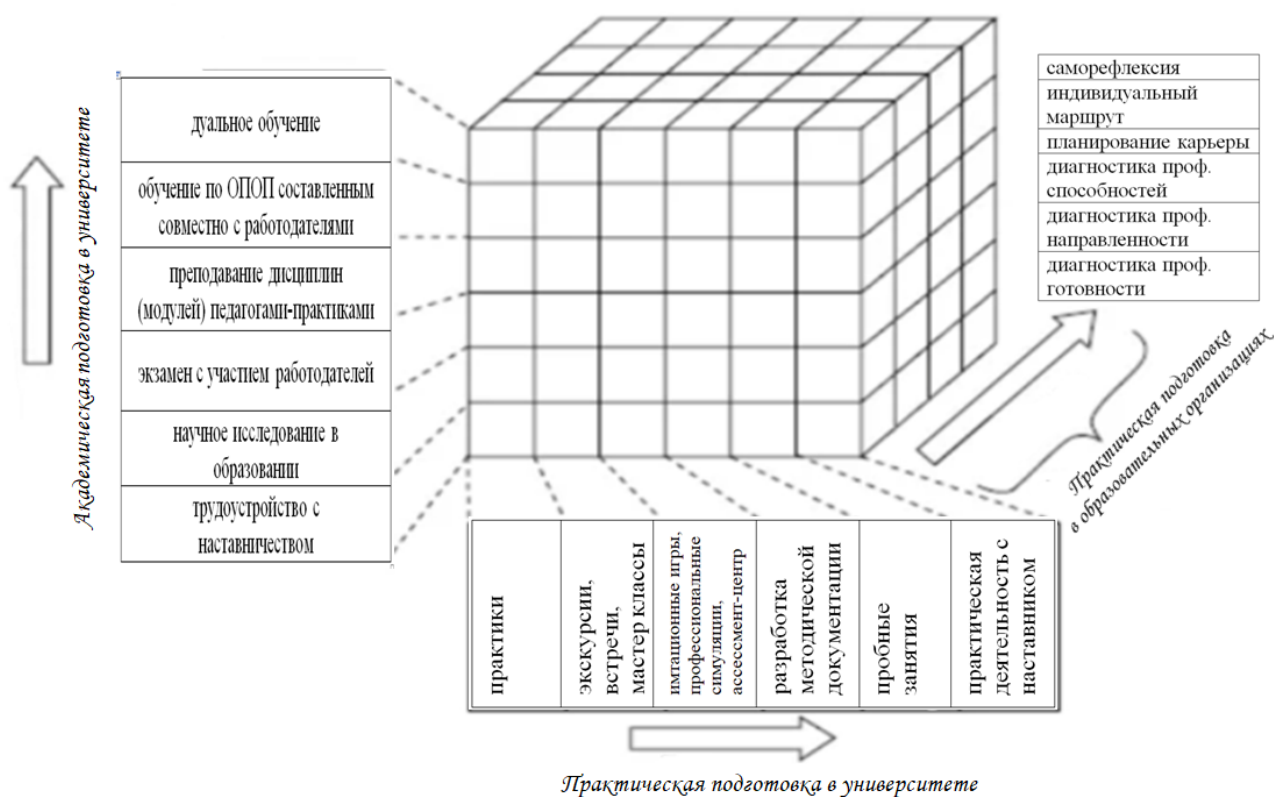 Академическая подготовка в университете
дуальное обучение
обучение по ОПОП составленным
совместно с работодателями
преподавание дисциплин
(модулей) педагогами-практиками
экзамен с участием работодателей
научное исследование в
образовании
трудоустройство с
наставничеством
саморефлексия
индивидуальный
маршрут
планирование карьеры
диагностика проф.
способностей
диагностика проф.
направленности
диагностика проф.
готовности
Практическая подготовка
в образовательных организациях
практики
экскурсии,
встречи,
мастер классы
имтационные игры,
профессиональные
симуляции,
ассессмент-центр
разработка
методической
документации
пробные
занятия
практическая
деятельность с
наставником
Практическая подготовка в университете